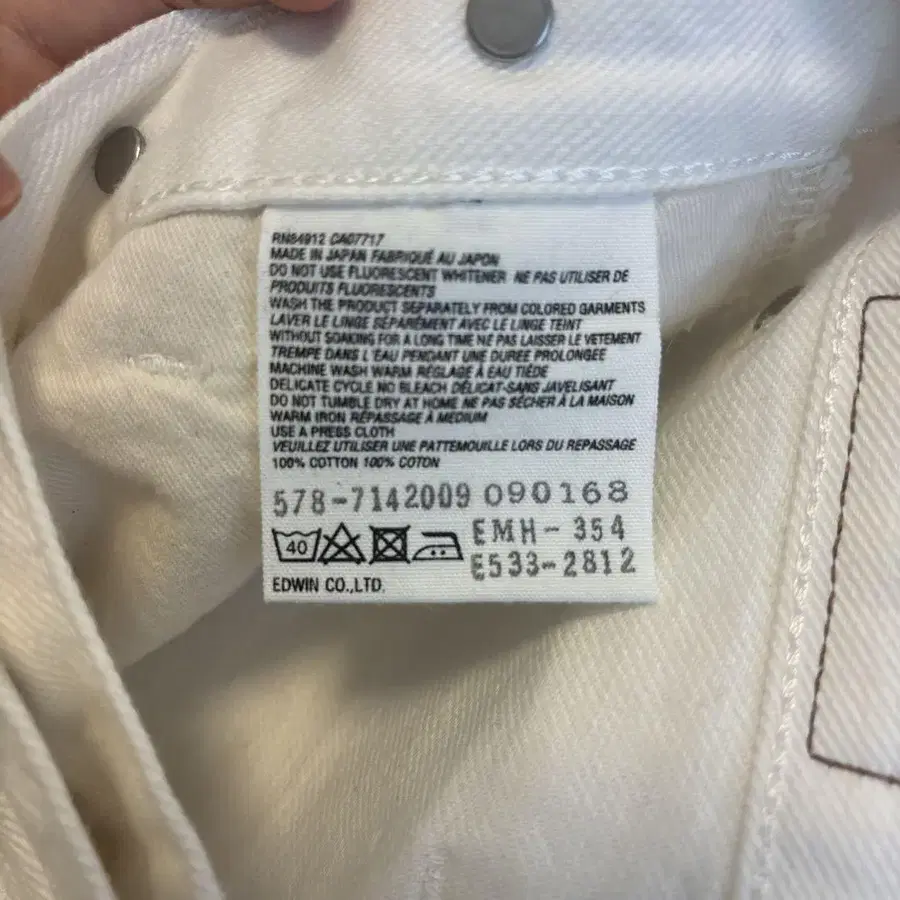 RN84912 CA07717
MADE IN JAPAN FABRIQUÉ AU JAPON
DO NOT USE FLUORESCENT WHITENER NE PAS UTILISER DE
PRODUITS FLUORESCENTS
WASH THE PRODUCT SEPARATELY FROM COLORED GARMENTS
LAVER LE LINGE SÉPARÉMENT AVEC LE LINGE TEINT
WITHOUT SOAKING FOR A LONG TIME NE PAS LAISSER LE VETEMENT
TREMPE DANS L'EAU PENDANT UNE DUREE PROLONGEE
MACHINE WASH WARM RÉGLAGE À EAU TIÈDE
DELICATE CYCLE NO BLEACH DÉLICAT-SANS JAVELISANT
DO NOT TUMBLE DRY AT HOME NE PAS SÉCHER À LA MAISON
WARM IRON RÉPASSAGE À MEDIUM
USE A PRESS CLOTH
VEUILLEZ UTILISER UNE PATTEMOUILLE LORS DU REPASSAGE
100% COTTON 100% COTON
578-7142009 090168
40 EMH-354
E533-2812
EDWIN CO.,LTD.